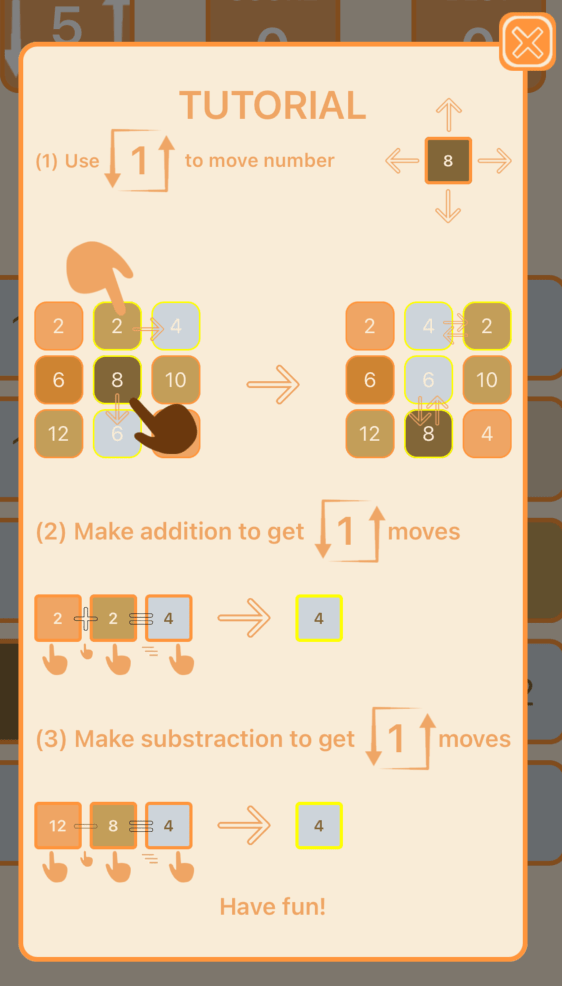 5
TUTORIAL
(1) Use 1 to move number
8
2 2 4
6 8 10
12 6
2 4 2
6 6 10
12 8 4
(2) Make addition to get 1 moves
2 + 2 = 4
4
(3) Make substraction to get 1 moves
12 − 8 = 4
4
Have fun!